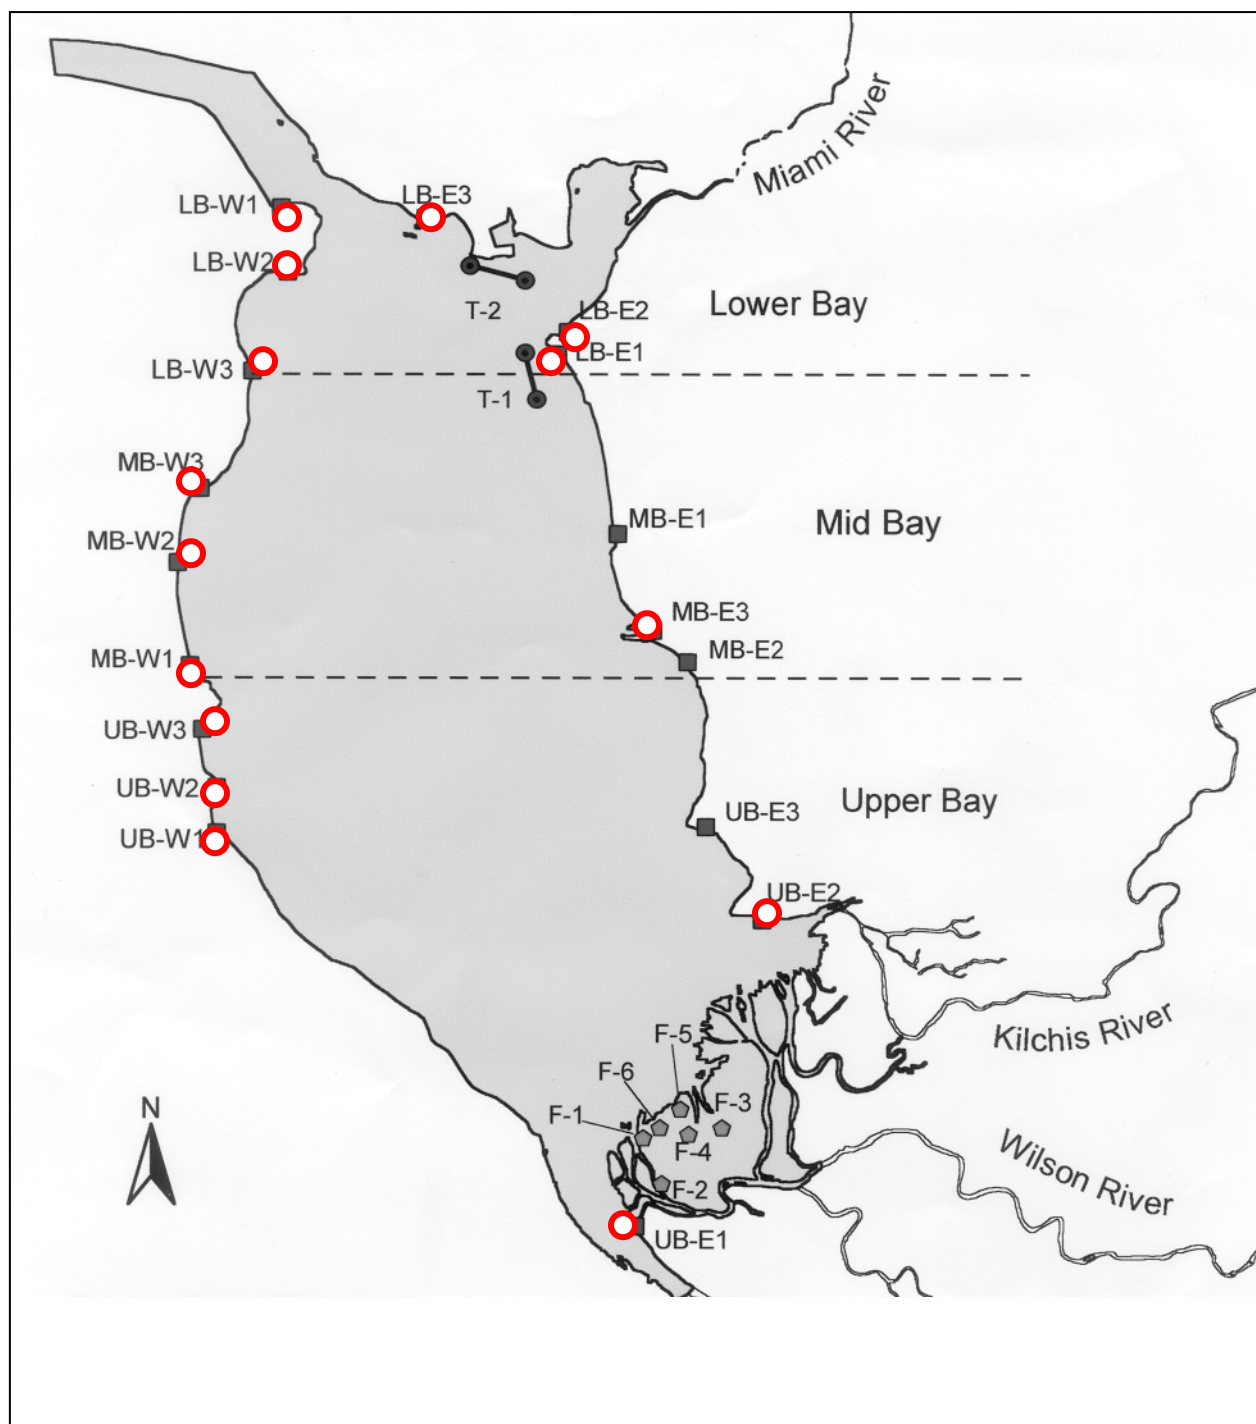 Miami River
LB-W1
LB-E3
LB-W2
T-2
LB-E2
Lower Bay
LB-E1
LB-W3
T-1
MB-W3
MB-E1
Mid Bay
MB-W2
MB-E3
MB-W1
MB-E2
UB-W3
UB-W2
Upper Bay
UB-E3
UB-W1
UB-E2
Kilchis River
F-5
F-6
F-1
F-3
F-4
N
Wilson River
F-2
UB-E1